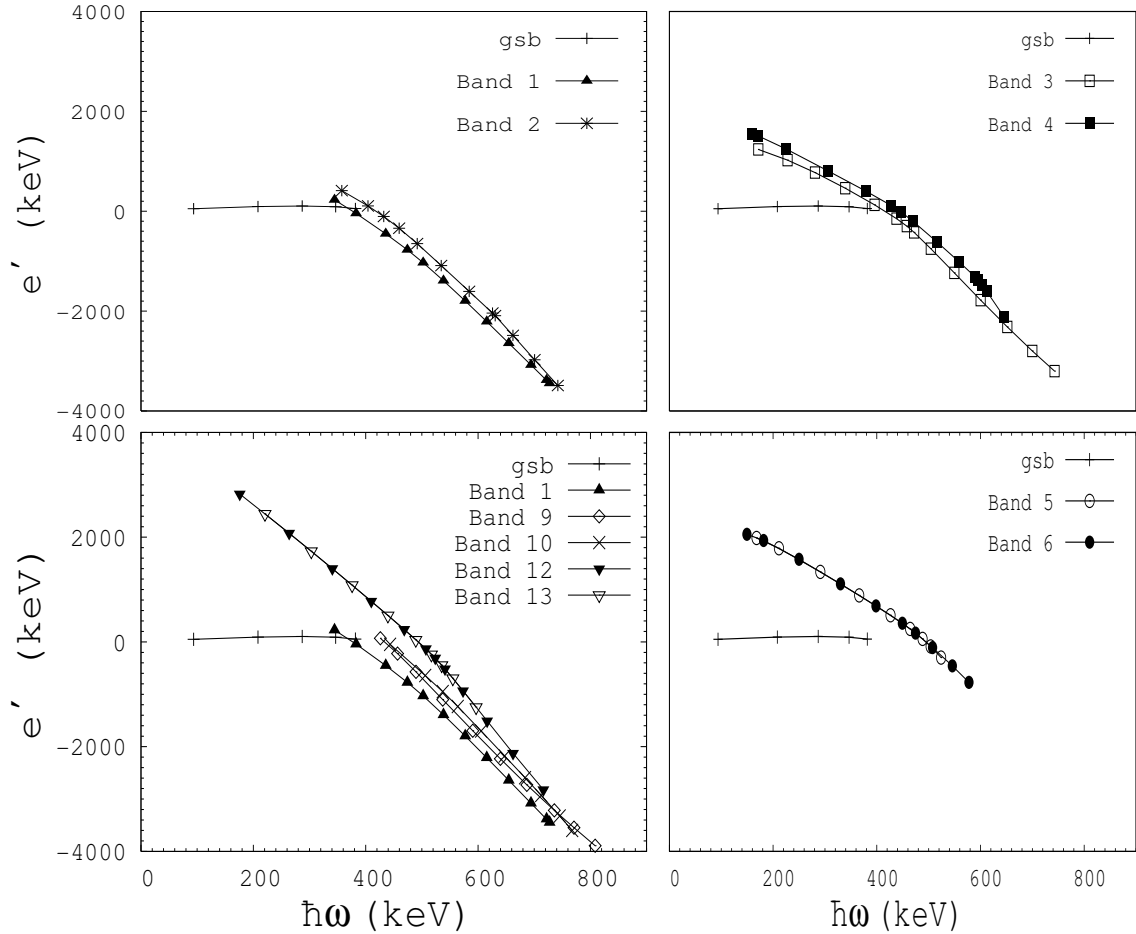 4000
2000
0
-2000
-4000
e′ (keV)
gsb
Band 1
Band 2
gsb
Band 3
Band 4
4000
2000
0
-2000
-4000
e′ (keV)
gsb
Band 1
Band 9
Band 10
Band 12
Band 13
gsb
Band 5
Band 6
0 200 400 600 800
ħω (keV)
0 200 400 600 800
ħω (keV)